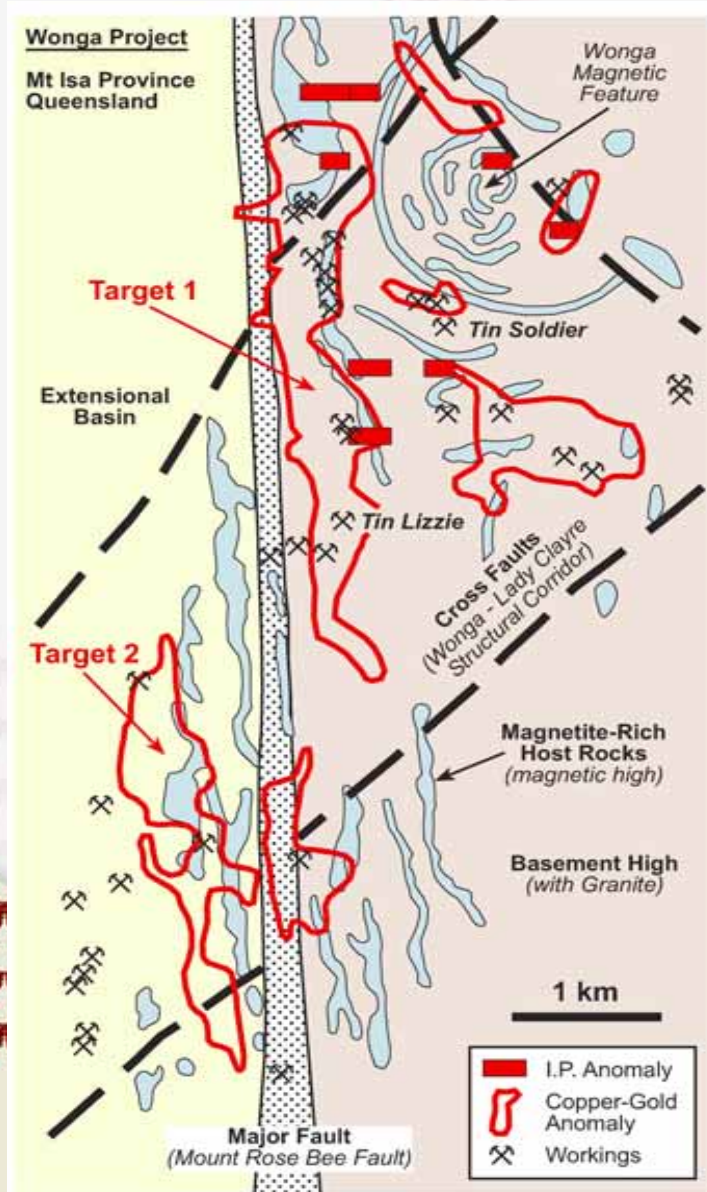 Wonga Project
Mt Isa Province
Queensland
Wonga
Magnetic
Feature
Target 1
Tin Soldier
Extensional
Basin
Tin Lizzie
Cross Faults
(Wonga - Lady Clayre
Structural Corridor)
Target 2
Magnetite-Rich
Host Rocks
(magnetic high)
Basement High
(with Granite)
1 km
I.P. Anomaly
Copper-Gold
Anomaly
Workings
Major Fault
(Mount Rose Bee Fault)